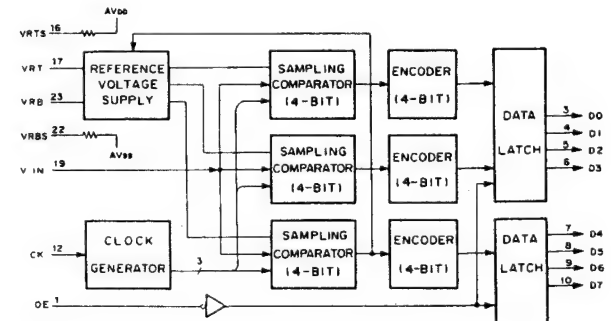 AVDD
VRTS 16
VRT 17
VRB 23
VRBS 22
AVSS
V IN 19
CK 12
OE 1
REFERENCE
VOLTAGE
SUPPLY
CLOCK
GENERATOR
3
SAMPLING
COMPARATOR
(4-BIT)
ENCODER
(4-BIT)
SAMPLING
COMPARATOR
(4-BIT)
ENCODER
(4-BIT)
SAMPLING
COMPARATOR
(4-BIT)
ENCODER
(4-BIT)
DATA
LATCH
3 D0
4 D1
5 D2
6 D3
DATA
LATCH
7 D4
8 D5
9 D6
10 D7